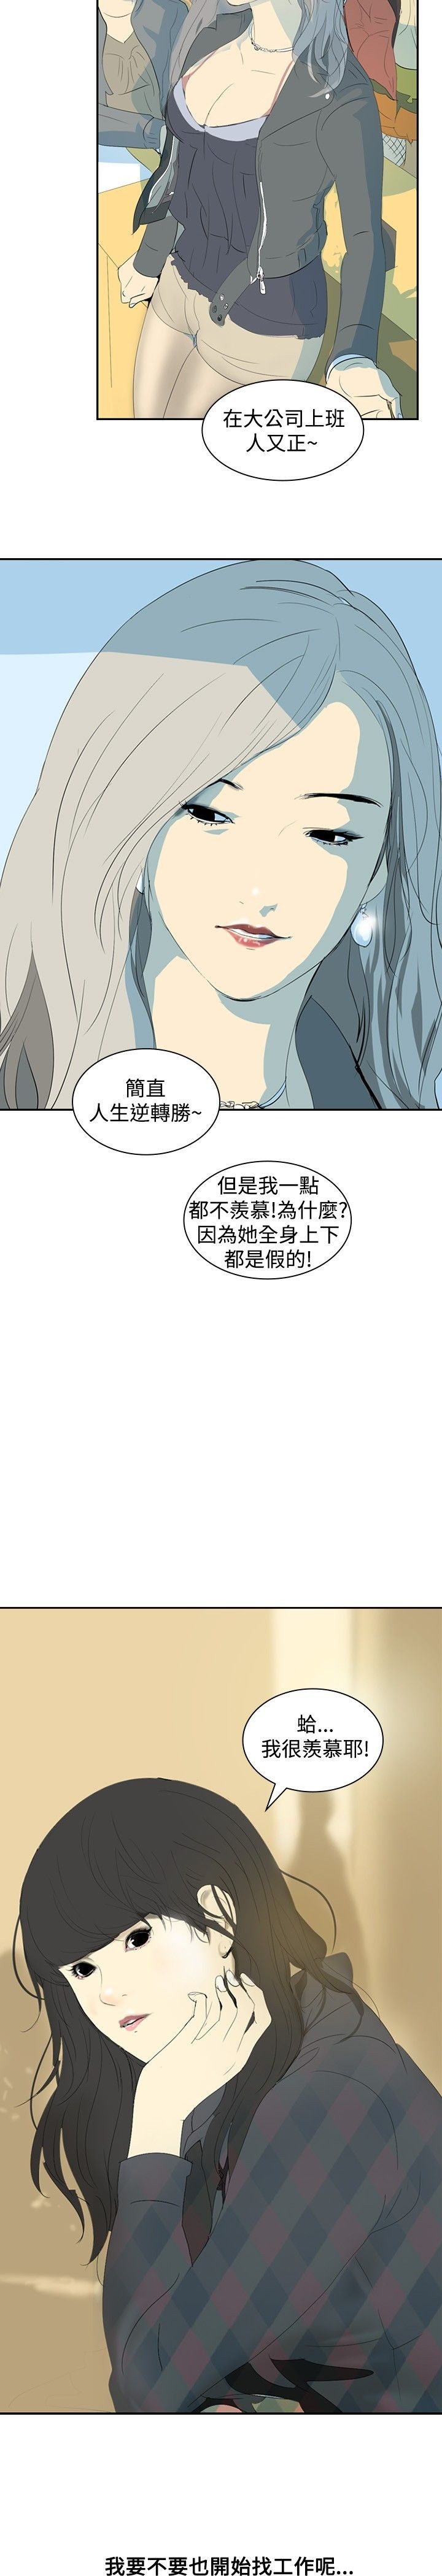 在大公司上班
人又正~
簡直
人生逆轉勝~
但是我一點
都不羨慕!為什麼?
因為她全身上下
都是假的!
蛤...
我很羨慕耶!
我要不要也開始找工作呢...